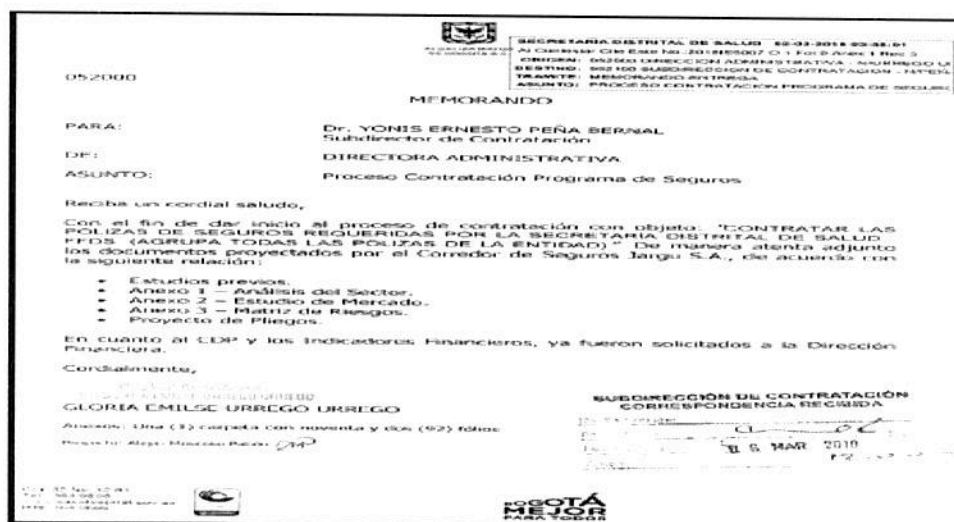 SECRETARÍA DISTRITAL DE SALUD
ORIGEN: DIRECCIÓN ADMINISTRATIVA
DESTINO: SUBDIRECCIÓN DE CONTRATACIÓN
TRAMITE: MEMORANDO
ASUNTO: PROCESO CONTRATACIÓN PROGRAMA DE
052000
MEMORANDO
PARA: Dr. YONIS ERNESTO PEÑA BERNAL
Subdirector de Contratación
DE: DIRECTORA ADMINISTRATIVA
ASUNTO: Proceso Contratación Programa de Seguros
Reciba un cordial saludo,
Con el fin de dar inicio al proceso de contratación con objeto: "CONTRATAR LAS
POLIZAS DE SEGUROS REQUERIDAS POR LA SECRETARIA DISTRITAL DE SALUD
FFDS (AGRUPA TODAS LAS POLIZAS DE LA ENTIDAD)" De manera atenta adjunto
los documentos proyectados por el Corredor de Seguros Jargu S.A., de acuerdo con
la siguiente relación:
• Estudios previos.
• Anexo 1 – Análisis del Sector.
• Anexo 2 – Estudio de Mercado.
• Anexo 3 – Matriz de Riesgos.
• Proyecto de Pliegos.
En cuanto al CDP y los Indicadores Financieros, ya fueron solicitados a la Dirección
Financiera.
Cordialmente,
GLORIA EMILSE URREGO URREGO
Anexos: Una (1) carpeta con noventa y dos (92) folios
SUBDIRECCIÓN DE CONTRATACIÓN
CORRESPONDENCIA RECIBIDA
MAR
BOGOTÁ
MEJOR
PARA TODOS